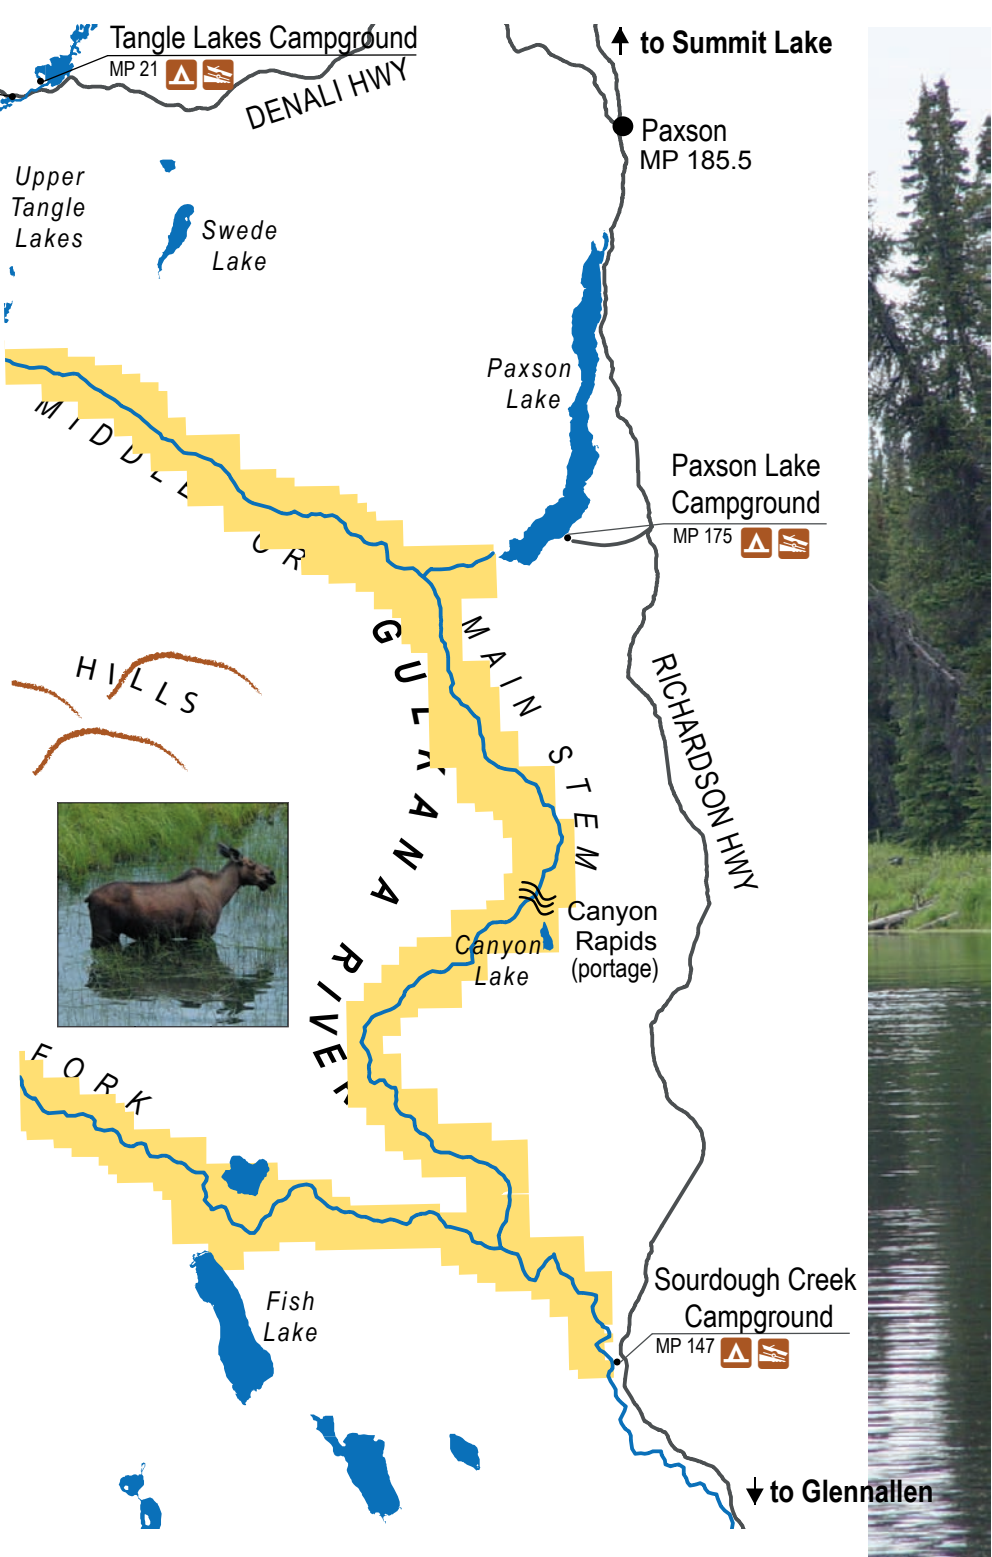 Tangle Lakes Campground
MP 21
DENALI HWY
to Summit Lake
Paxson
MP 185.5
Upper
Tangle
Lakes
Swede
Lake
Paxson
Lake
MIDDLE
OR
Paxson Lake
Campground
MP 175
GULKANA
MAIN STEM
HILLS
RICHARDSON HWY
Canyon
Rapids
(portage)
Canyon
Lake
RIVER
FORK
Fish
Lake
Sourdough Creek
Campground
MP 147
to Glennallen